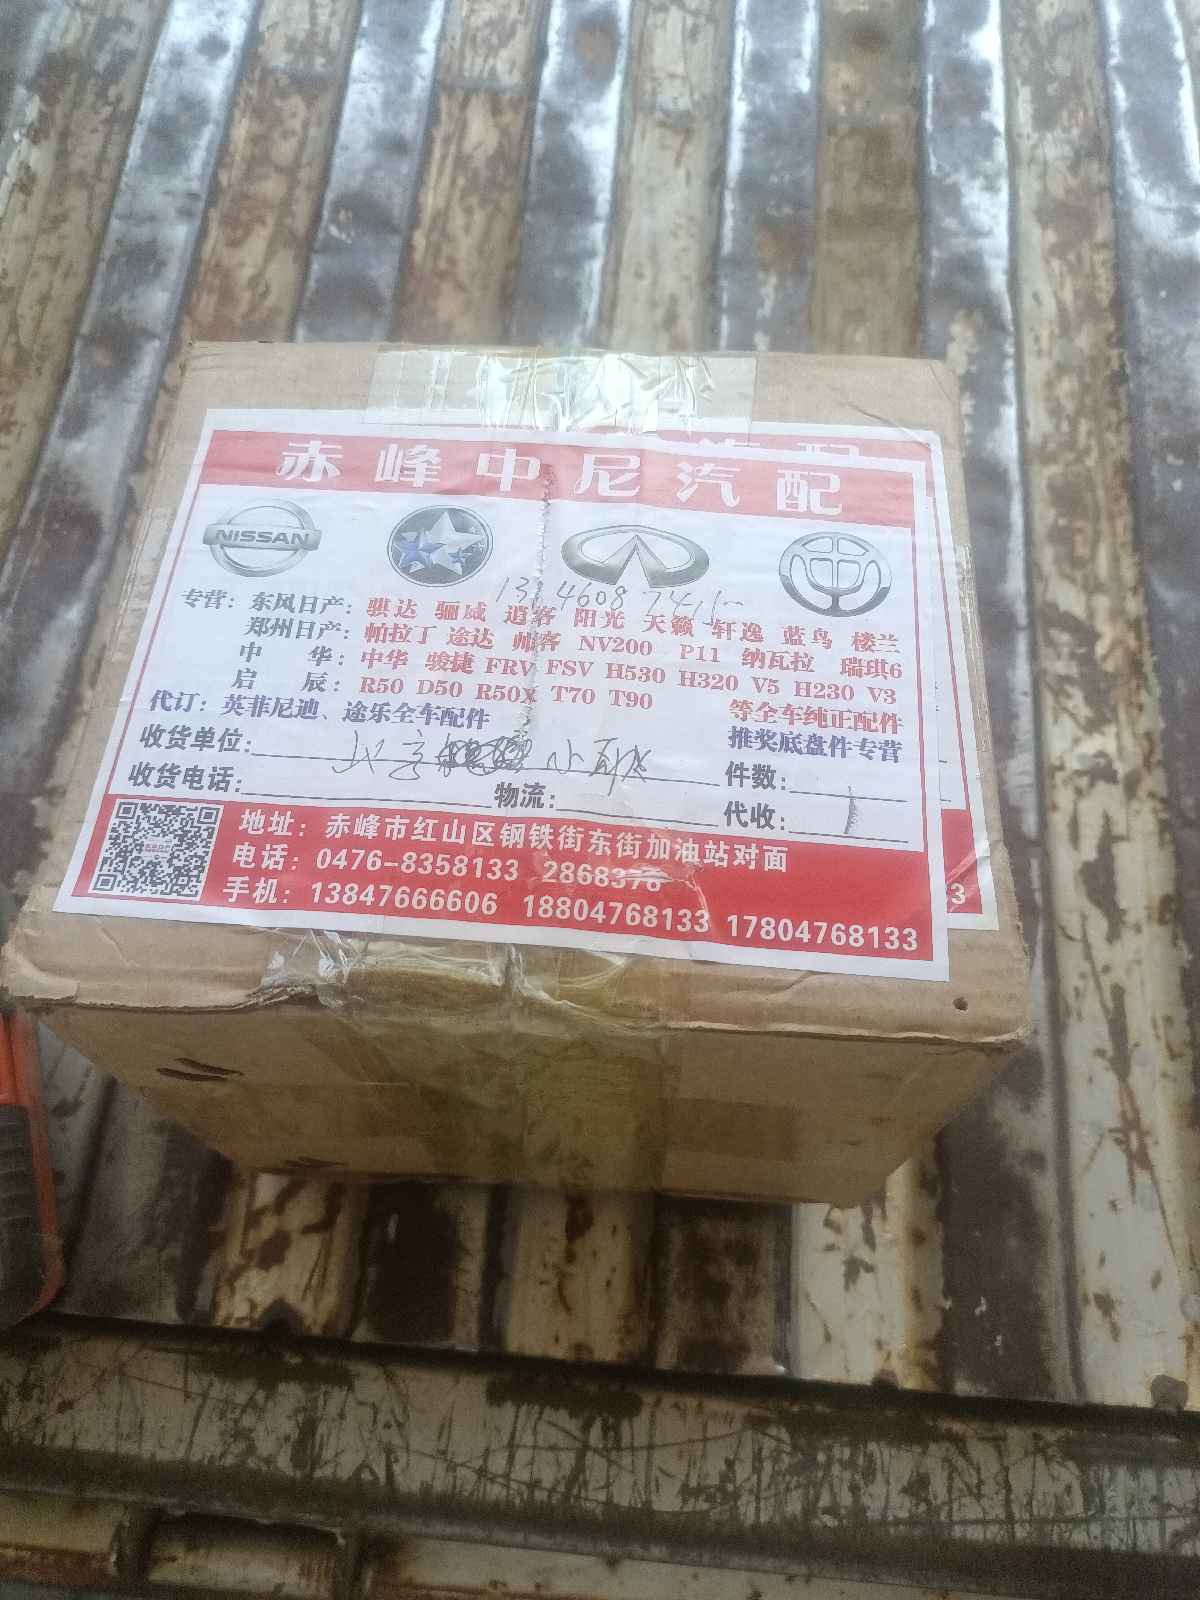 汽配
赤峰中尼汽配
NISSAN
专营：东风日产：骐达 骊威 逍客 阳光 天籁 轩逸 蓝鸟 楼兰
郑州日产：帕拉丁 途达 帅客 NV200 P11 纳瓦拉 瑞琪6
中华：中华 骏捷 FRV FSV H530 H320 V5 H230 V3
启辰：R50 D50 R50X T70 T90 等全车纯正配件
代订：英菲尼迪、途乐全车配件 推奖底盘件专营
收货单位： 北京 小 件数：
收货电话： 物流： 代收：
地址：赤峰市红山区钢铁街东街加油站对面
电话：0476-8358133 2868378
手机：13847666606 18804768133 17804768133
3